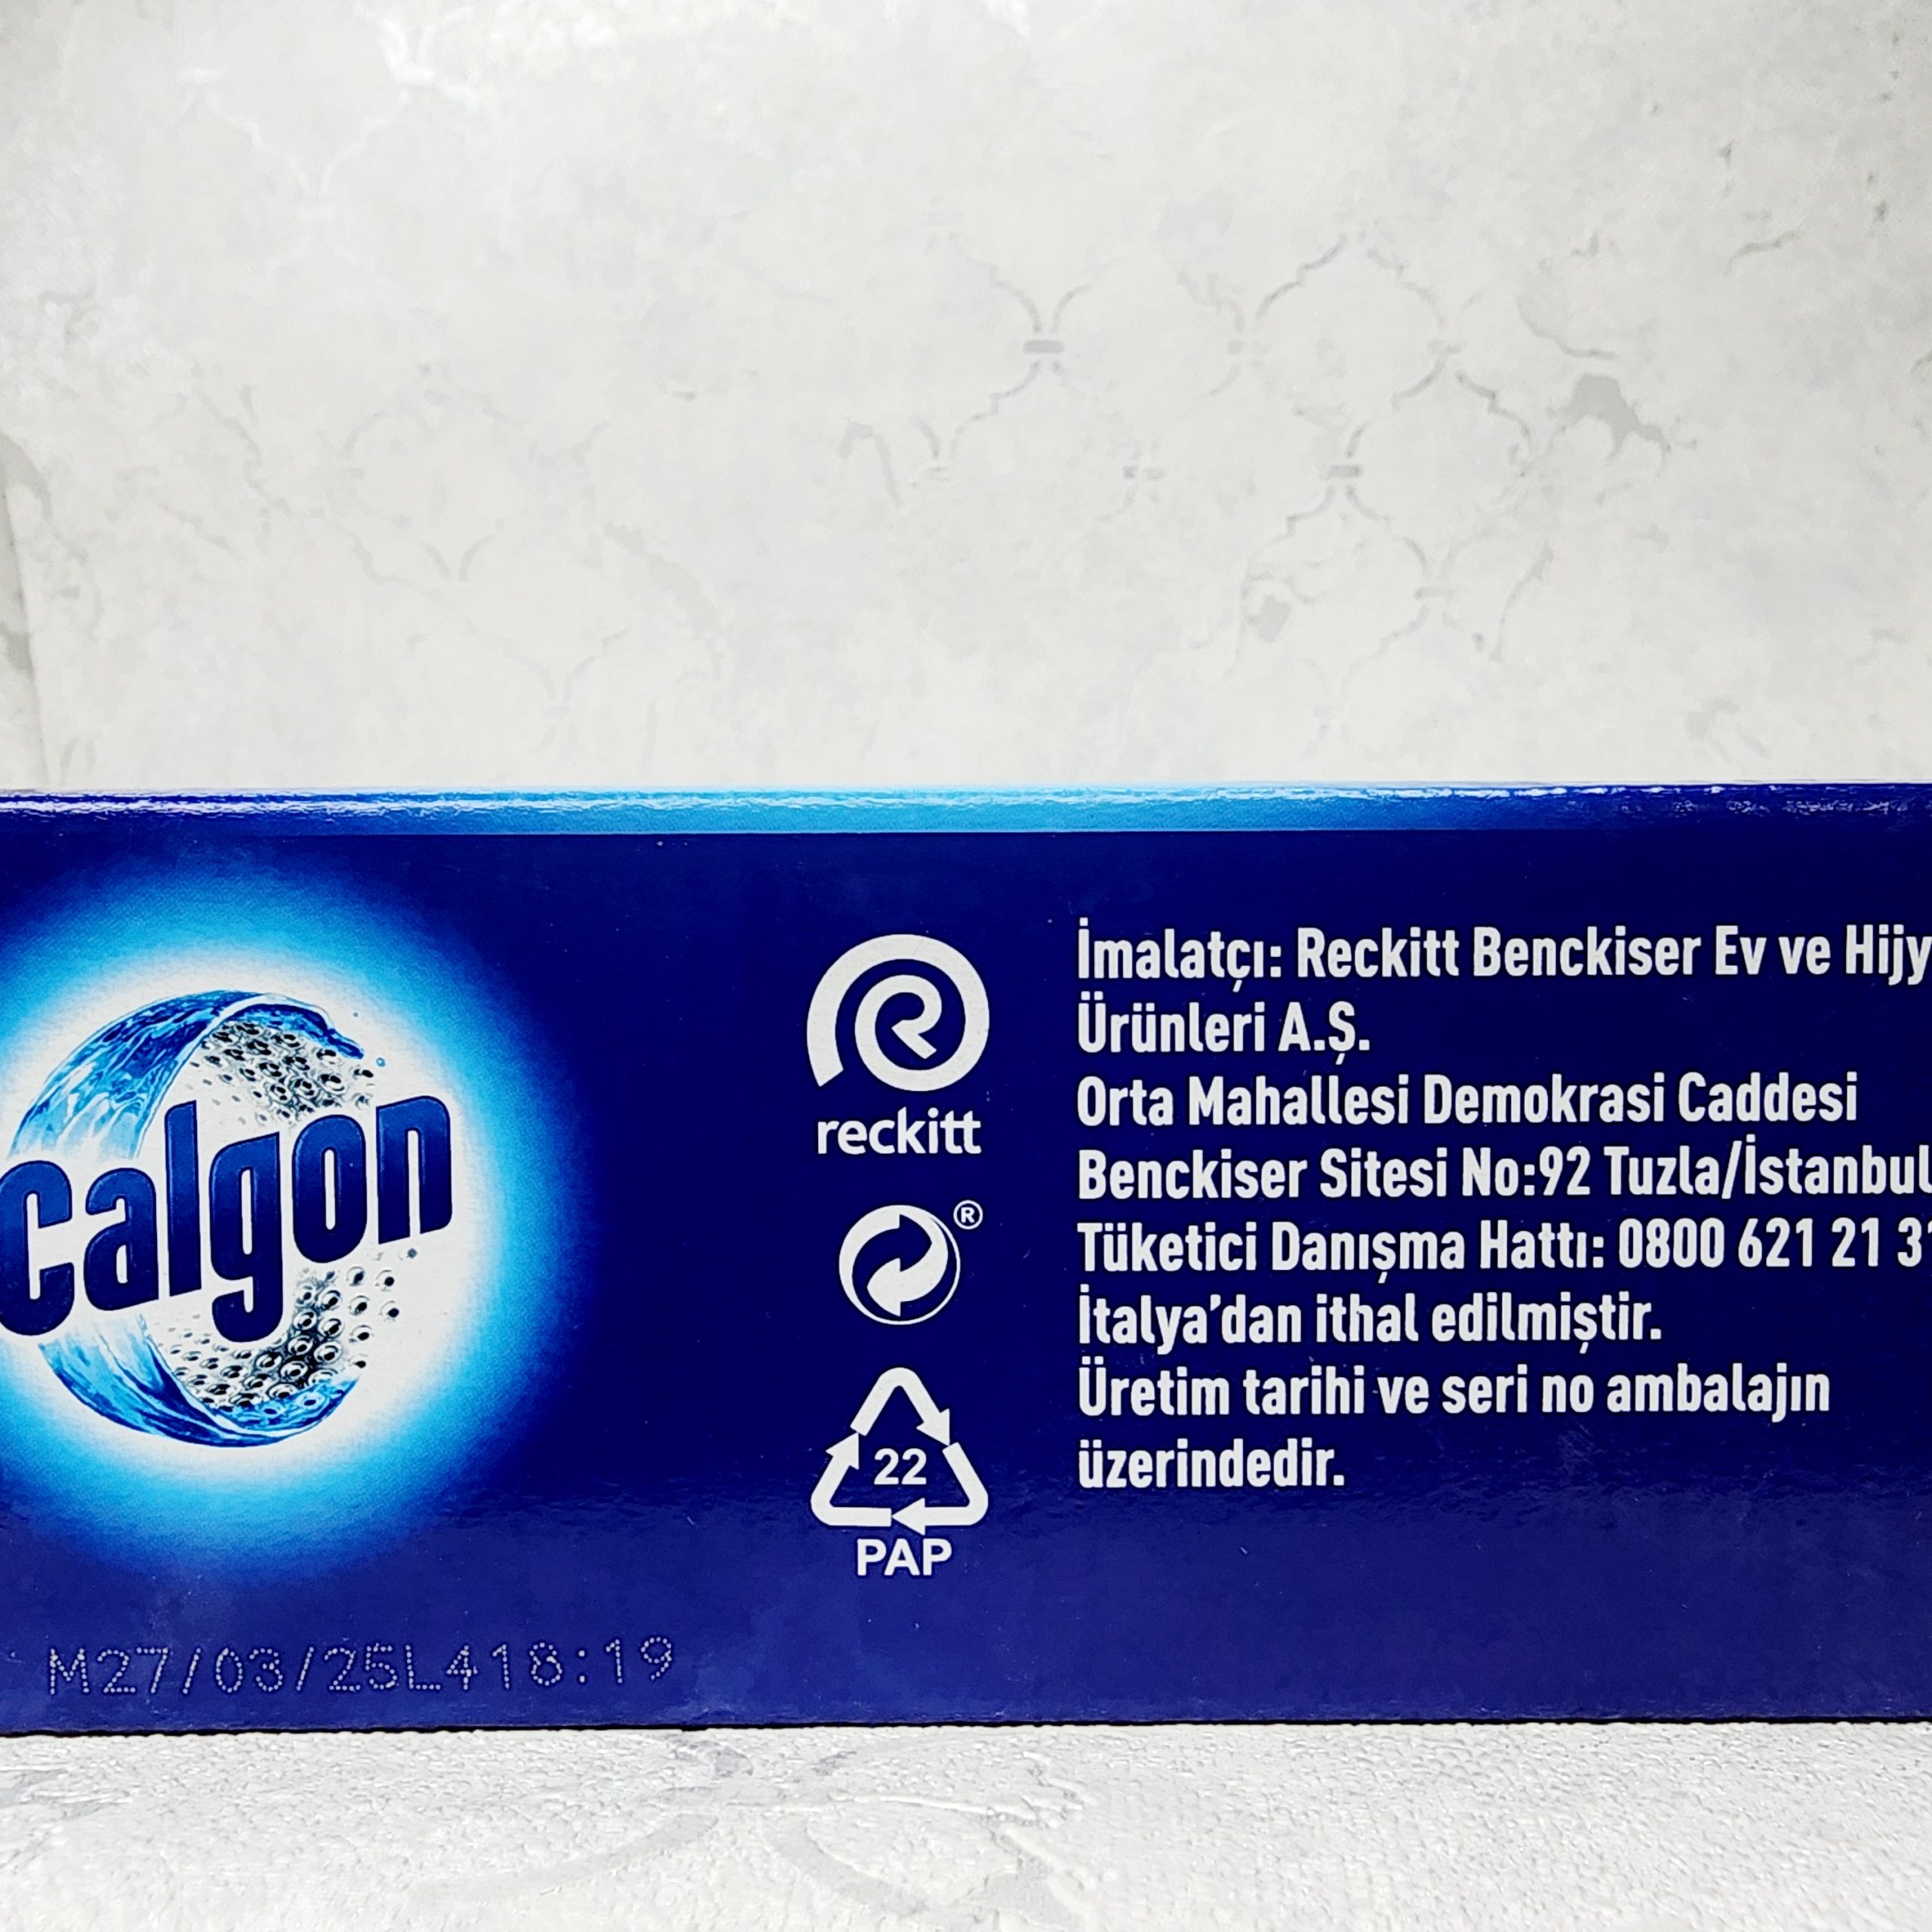 Calgon
reckitt
®
22
PAP
İmalatçı: Reckitt Benckiser Ev ve
Ürünleri A.Ş.
Orta Mahallesi Demokrasi Caddesi
Benckiser Sitesi No:92 Tuzla/İstanbul
Tüketici Danışma Hattı: 0800 621 21
İtalya'dan ithal edilmiştir.
Üretim tarihi ve seri no ambalajın
üzerindedir.
M27/03/25L418:19